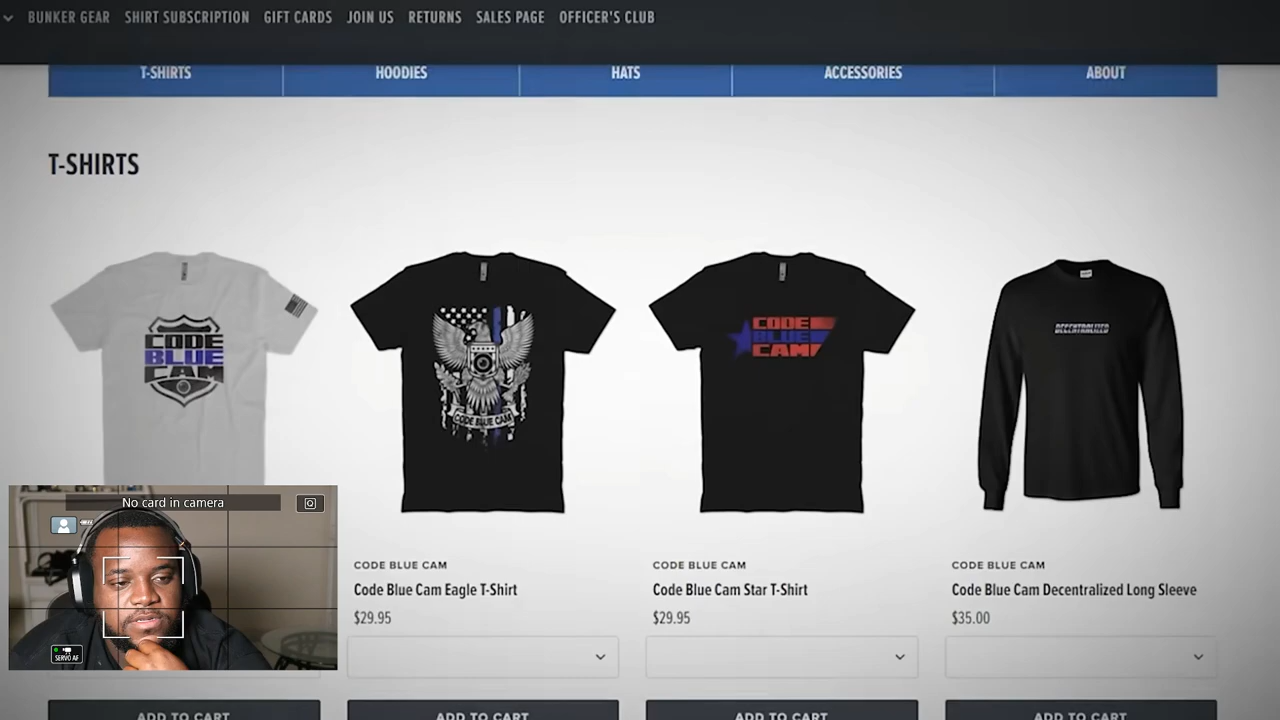 BUNKER GEAR SHIRT SUBSCRIPTION GIFT CARDS JOIN US RETURNS SALES PAGE OFFICER'S CLUB
T-SHIRTS HOODIES HATS ACCESSORIES ABOUT
T-SHIRTS
CODE
BLUE
CAM
CODE BLUE CAM
CODE
BLUE
CAM
DECENTRALIZED
No card in camera
SERVO AF
CODE BLUE CAM
Code Blue Cam Eagle T-Shirt
$29.95
CODE BLUE CAM
Code Blue Cam Star T-Shirt
$29.95
CODE BLUE CAM
Code Blue Cam Decentralized Long Sleeve
$35.00
ADD TO CART ADD TO CART ADD TO CART ADD TO CART